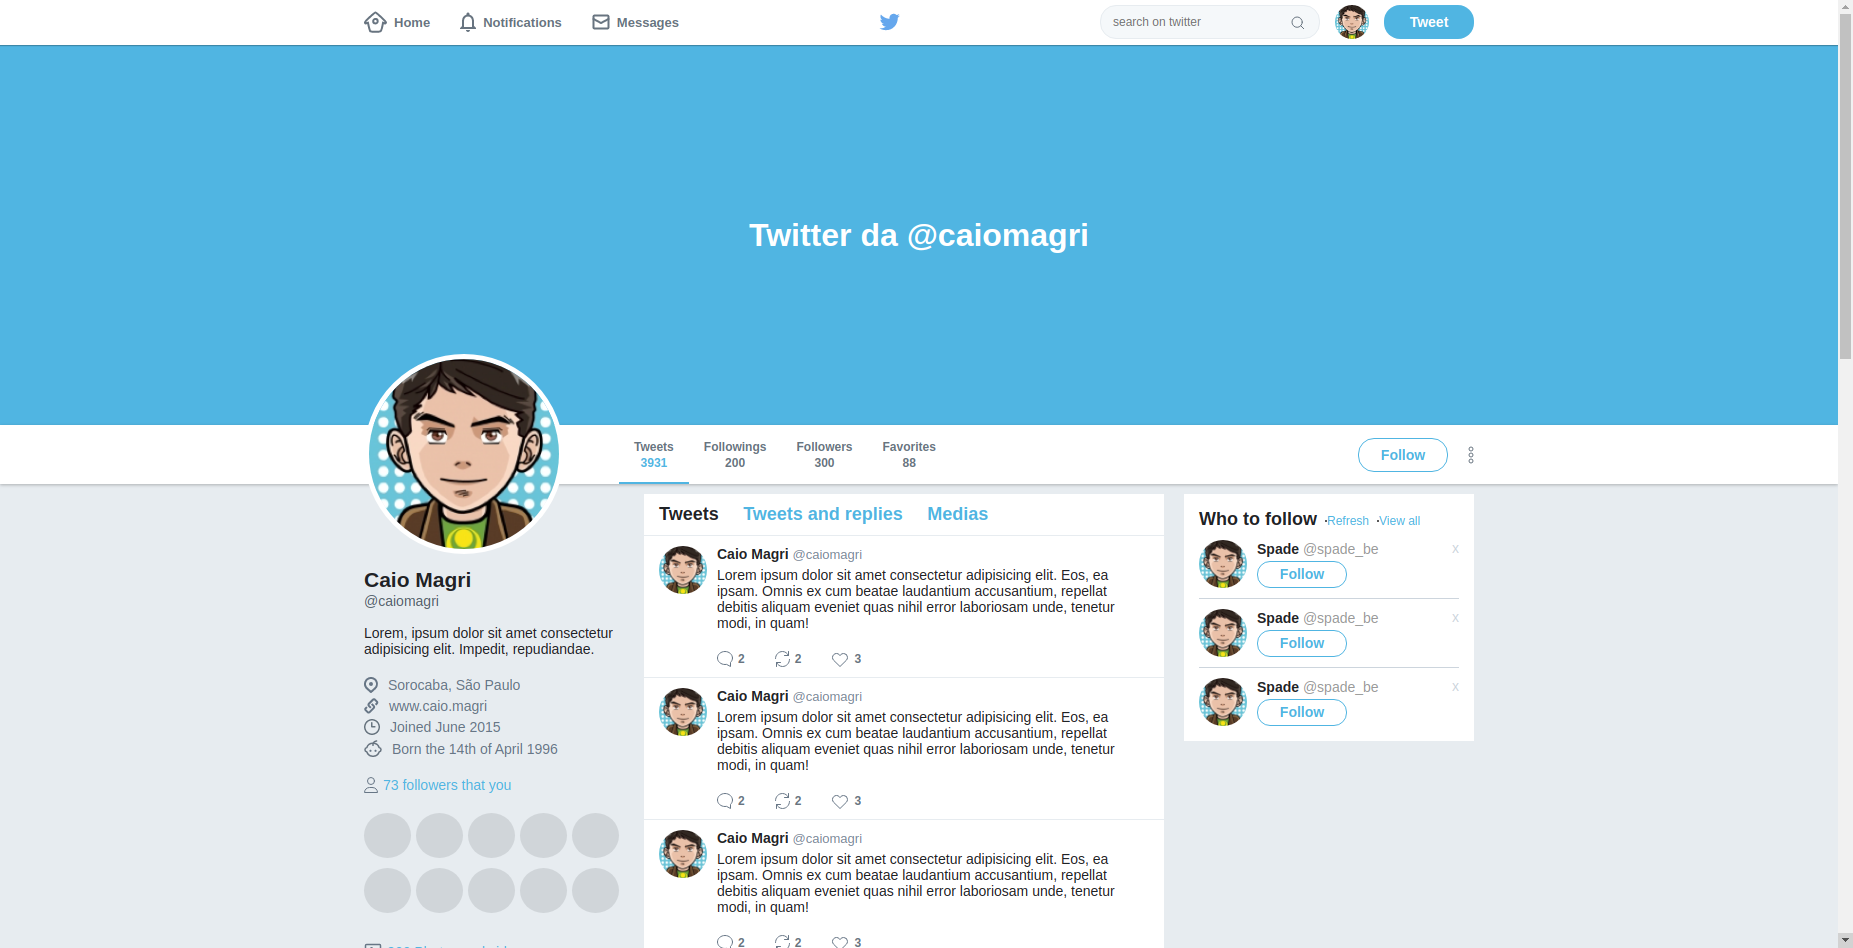 Home Notifications Messages search on twitter Tweet
Twitter da @caiomagri
Tweets Followings Followers Favorites
3931 200 300 88
Follow
Caio Magri
@caiomagri
Lorem, ipsum dolor sit amet consectetur
adipisicing elit. Impedit, repudiandae.
Sorocaba, São Paulo
www.caio.magri
Joined June 2015
Born the 14th of April 1996
73 followers that you
Tweets Tweets and replies Medias
Caio Magri @caiomagri
Lorem ipsum dolor sit amet consectetur adipisicing elit. Eos, ea
ipsam. Omnis ex cum beatae laudantium accusantium, repellat
debitis aliquam eveniet quas nihil error laboriosam unde, tenetur
modi, in quam!
2 2 3
Caio Magri @caiomagri
Lorem ipsum dolor sit amet consectetur adipisicing elit. Eos, ea
ipsam. Omnis ex cum beatae laudantium accusantium, repellat
debitis aliquam eveniet quas nihil error laboriosam unde, tenetur
modi, in quam!
2 2 3
Caio Magri @caiomagri
Lorem ipsum dolor sit amet consectetur adipisicing elit. Eos, ea
ipsam. Omnis ex cum beatae laudantium accusantium, repellat
debitis aliquam eveniet quas nihil error laboriosam unde, tenetur
modi, in quam!
2 2 3
Who to follow ·Refresh ·View all
Spade @spade_be x
Follow
Spade @spade_be x
Follow
Spade @spade_be x
Follow